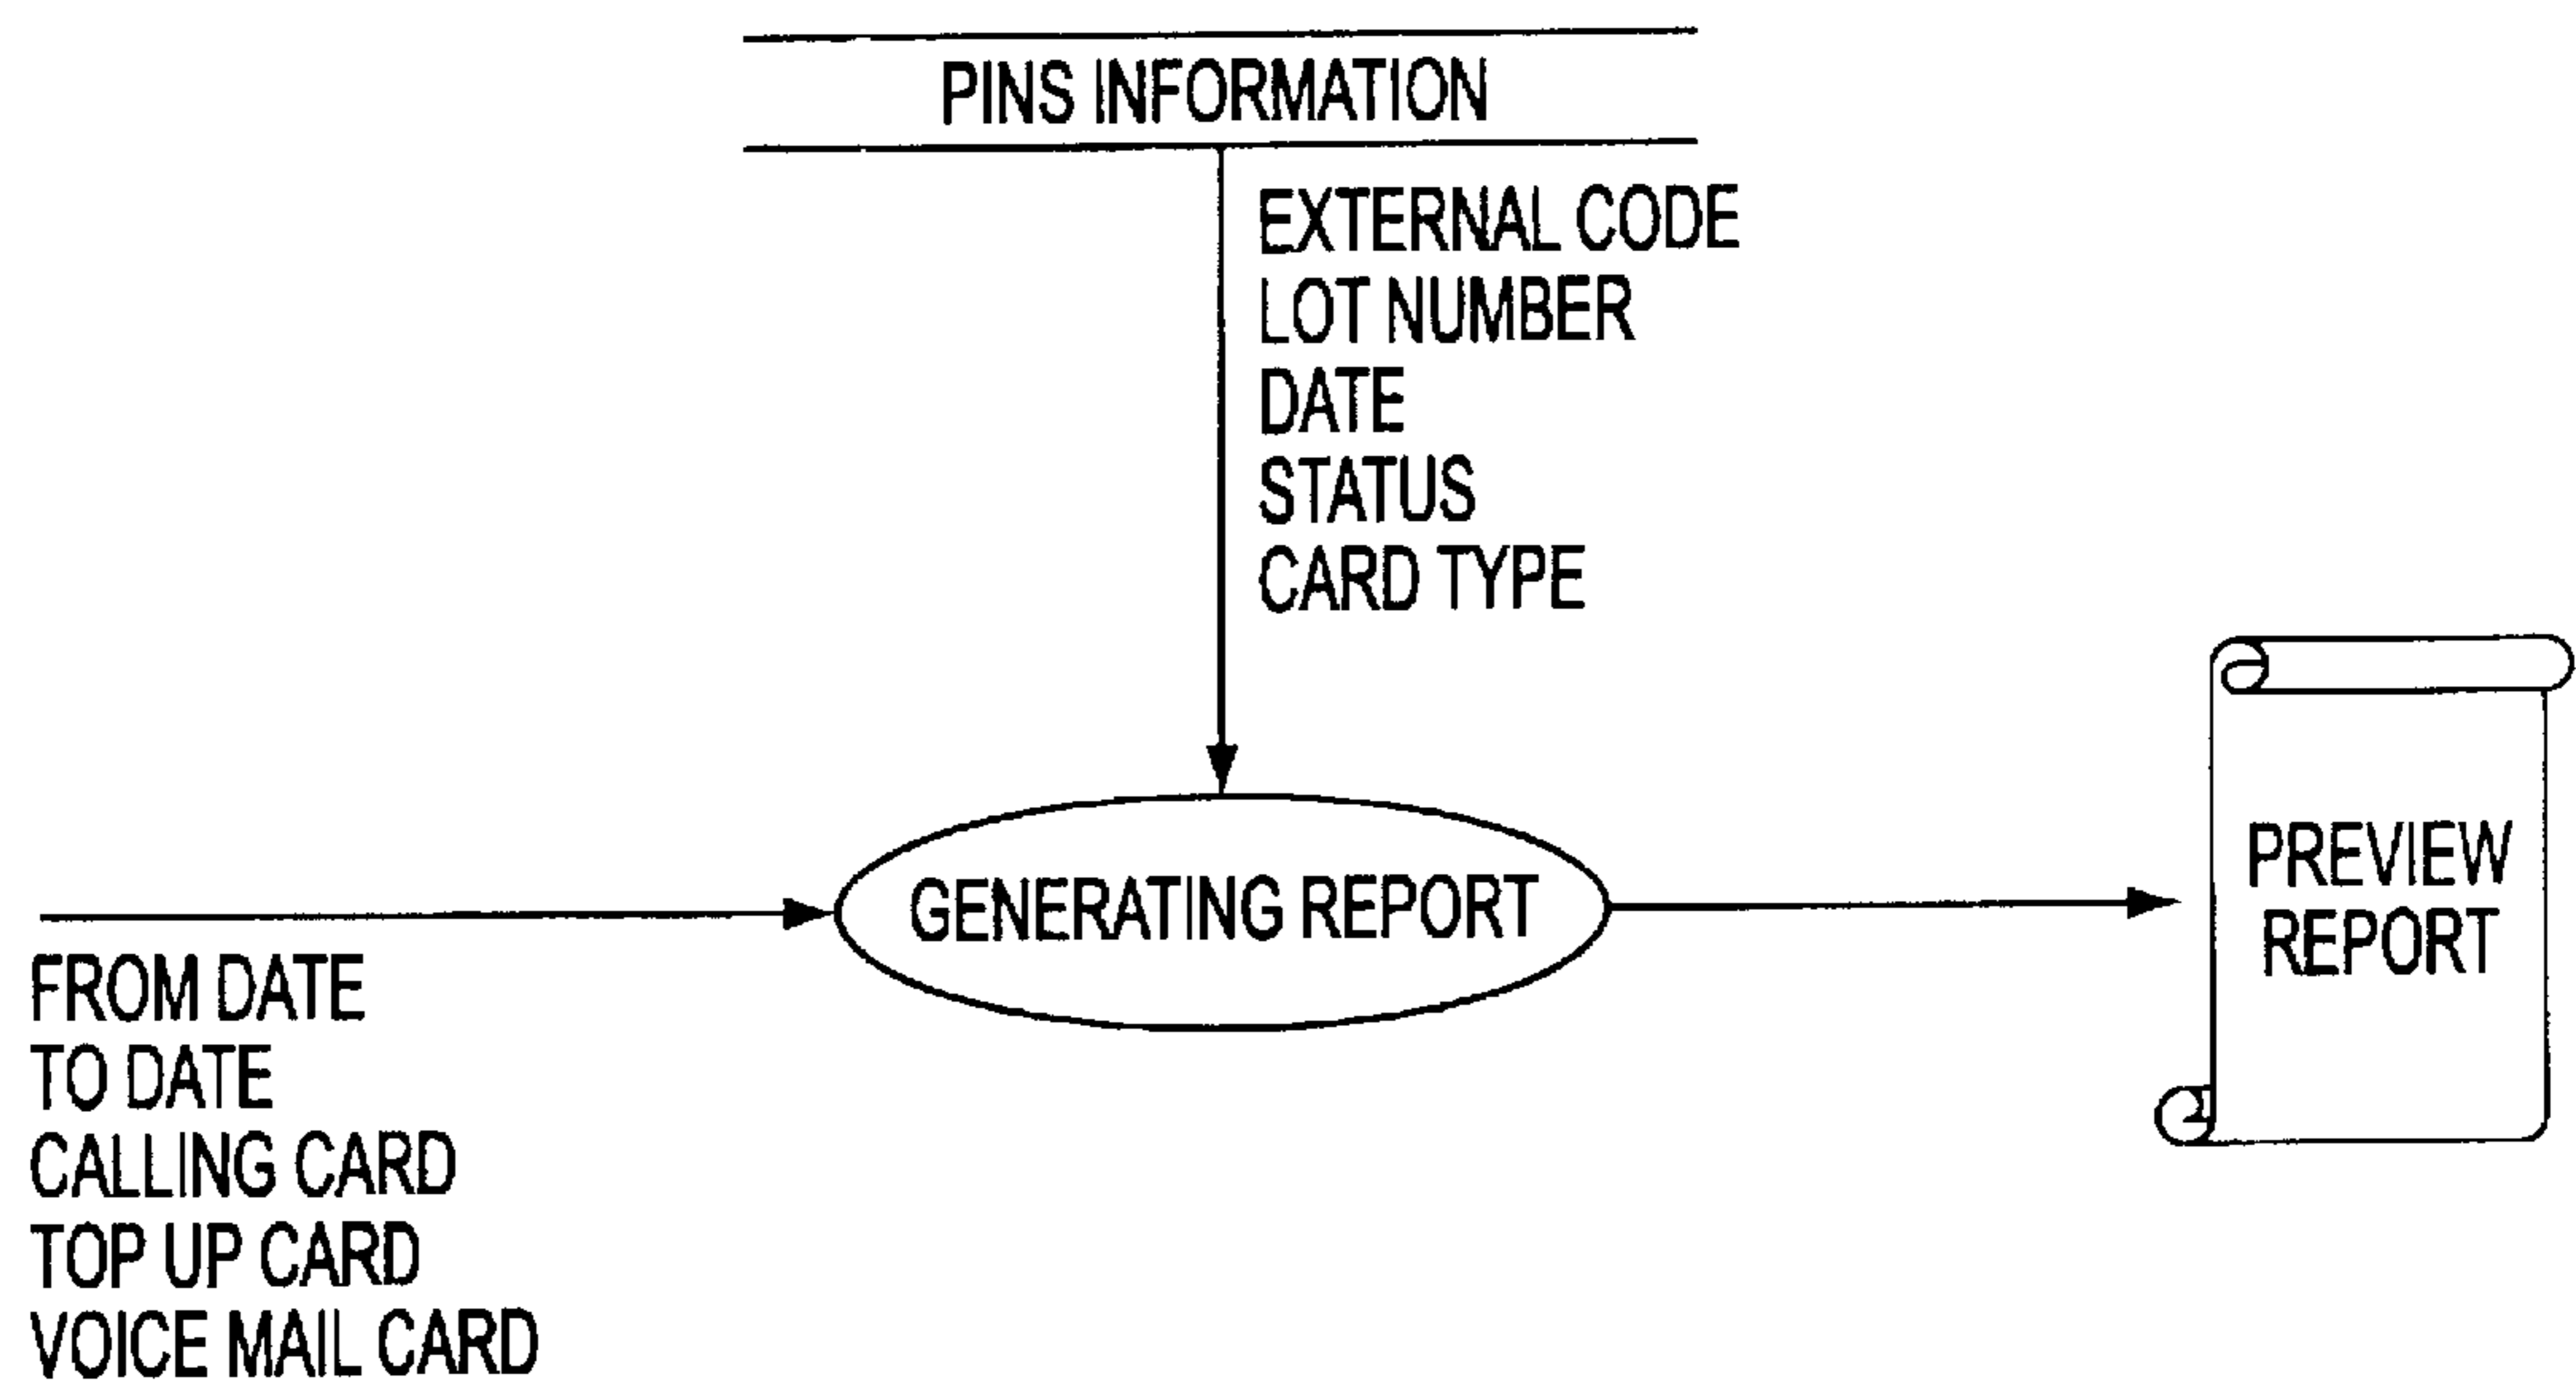 PINS INFORMATION
EXTERNAL CODE
LOT NUMBER
DATE
STATUS
CARD TYPE
GENERATING REPORT
PREVIEW
REPORT
FROM DATE
TO DATE
CALLING CARD
TOP UP CARD
VOICE MAIL CARD